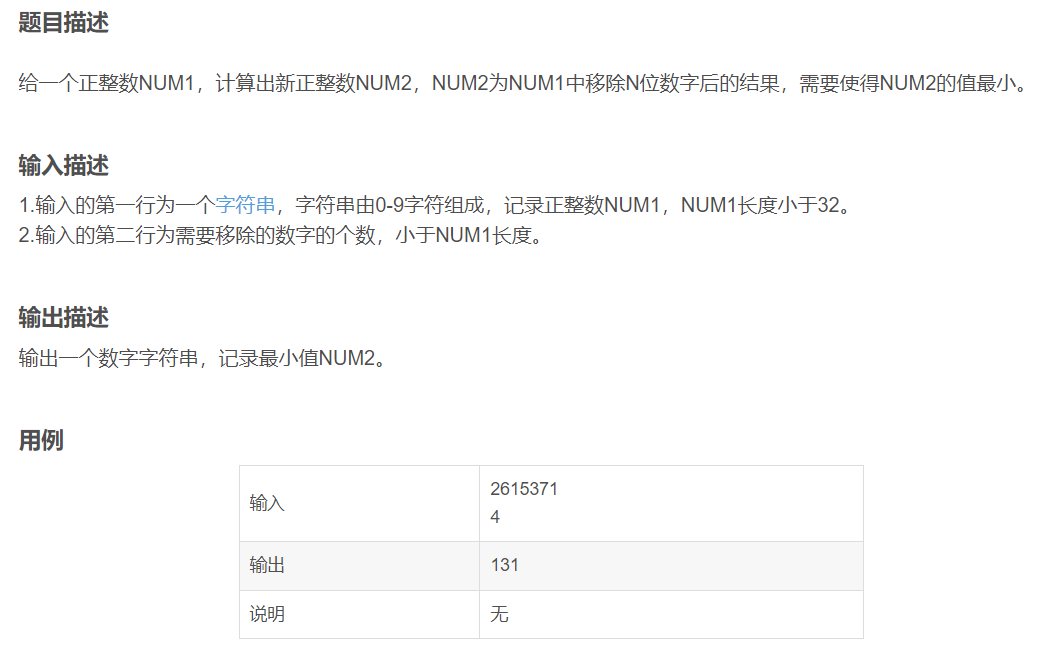 题目描述
给一个正整数NUM1，计算出新正整数NUM2，NUM2为NUM1中移除N位数字后的结果，需要使得NUM2的值最小。
输入描述
1.输入的第一行为一个字符串，字符串由0-9字符组成，记录正整数NUM1，NUM1长度小于32。
2.输入的第二行为需要移除的数字的个数，小于NUM1长度。
输出描述
输出一个数字字符串，记录最小值NUM2。
用例
输入
2615371
4
输出
131
说明
无